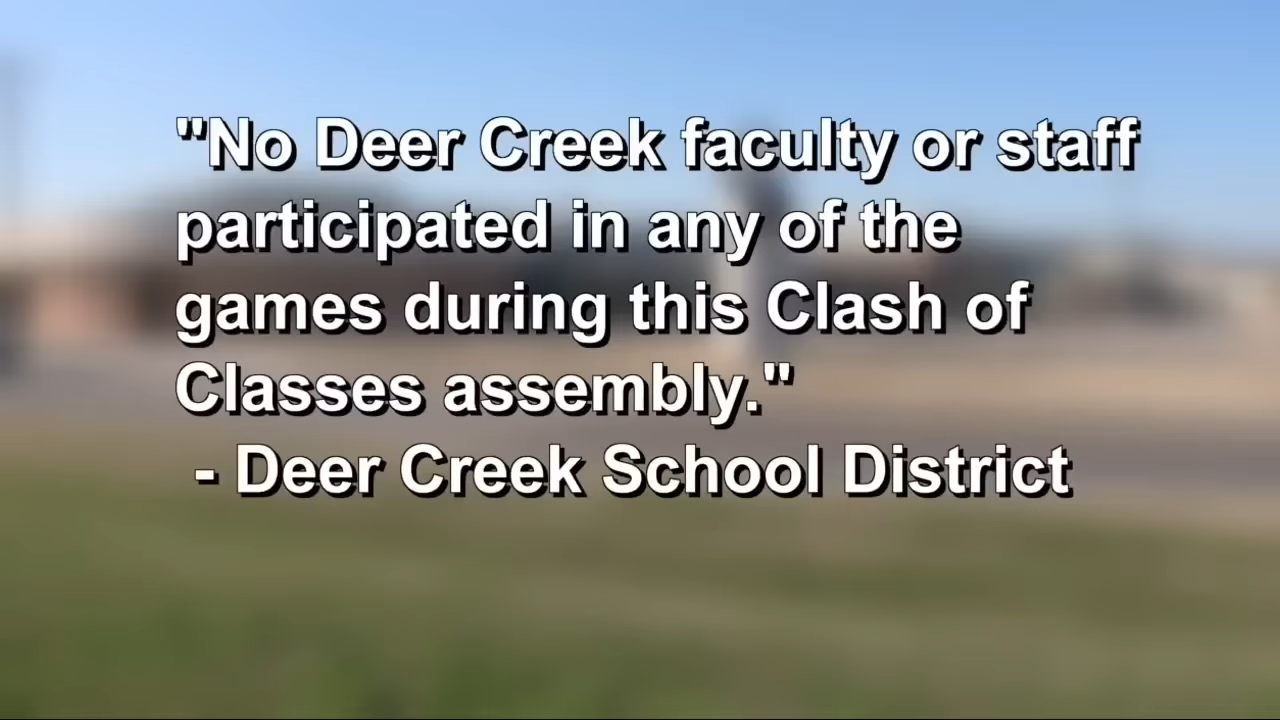 "No Deer Creek faculty or staff
participated in any of the
games during this Clash of
Classes assembly."
- Deer Creek School District